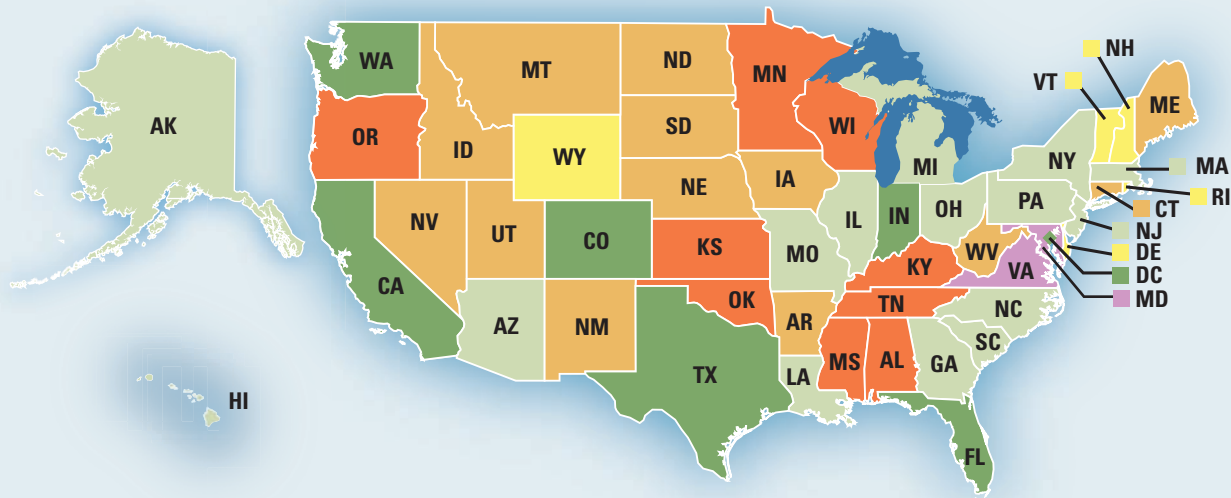 WA
MT
ND
MN
NH
VT
ME
AK
OR
ID
SD
WI
WY
MI
NY
MA
NE
IA
PA
RI
NV
UT
IL
IN
OH
CT
CO
NJ
KS
MO
WV
DE
CA
KY
VA
DC
OK
TN
MD
AZ
NM
AR
NC
SC
MS
AL
GA
LA
TX
HI
FL